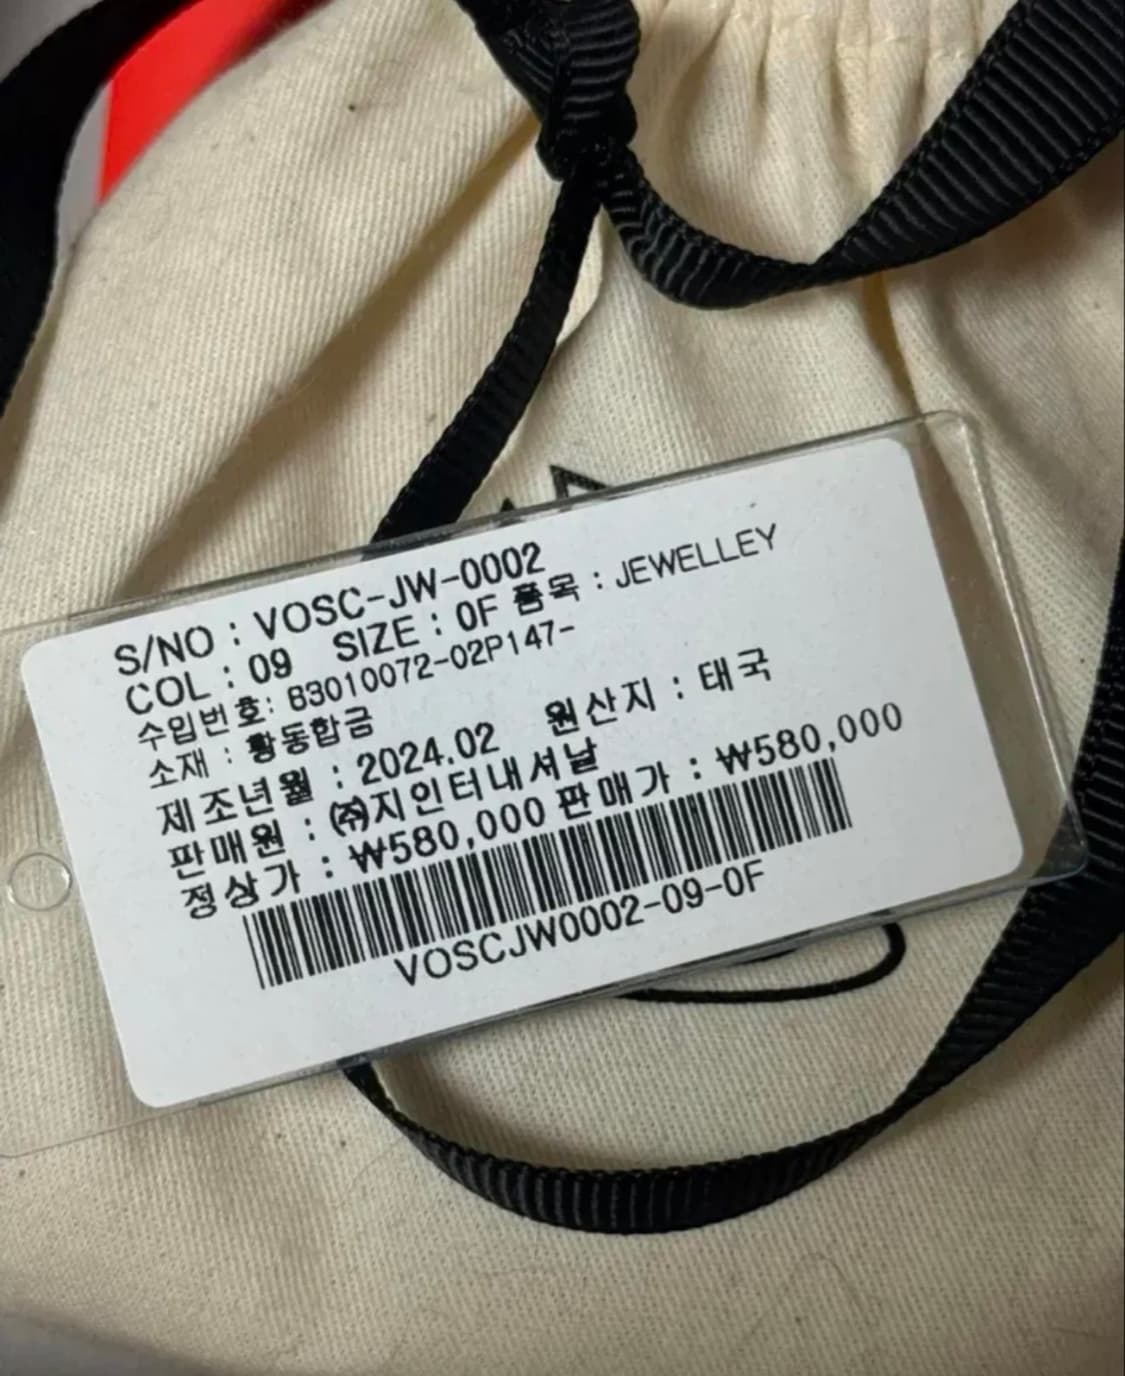 S/NO : VOSC-JW-0002
COL : 09 SIZE : 0F 품목 : JEWELLEY
수입번호: 63010072-02P147-
소재 : 황동합금
제조년월 : 2024.02 원산지 : 태국
판매원 : ㈜지인터내셔날
정상가 : ₩580,000 판매가 : ₩580,000
VOSCJW0002-09-0F